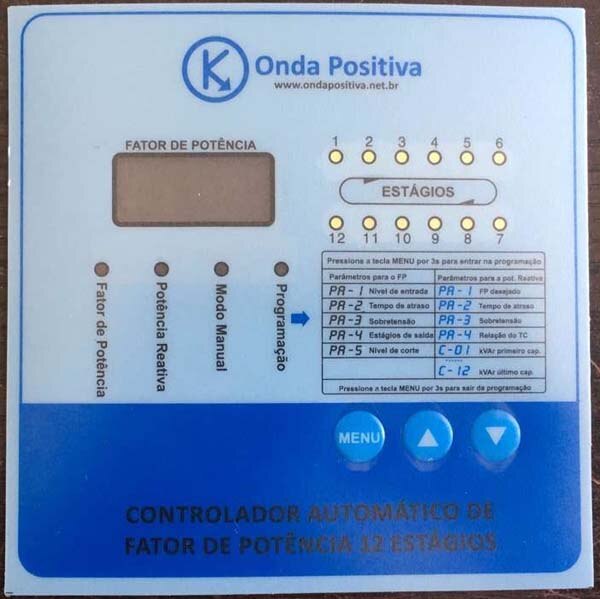 K Onda Positiva
www.ondapositiva.net.br
FATOR DE POTÊNCIA
1 2 3 4 5 6
ESTÁGIOS
12 11 10 9 8 7
Fator de Potência
Potência Reativa
Modo Manual
Programação
Pressione a tecla MENU por 3s para entrar na programação
Parâmetros para o FP Parâmetros para a pot. Reativa
PA-1 Nível de entrada PA-1 FP desejado
PA-2 Tempo de atraso PA-2 Tempo de atraso
PA-3 Sobretensão PA-3 Sobretensão
PA-4 Estágios de saída PA-4 Relação do TC
PA-5 Nível de corte C-01 kVAr primeiro cap.
C-12 kVAr último cap.
Pressione a tecla MENU por 3s para sair da programação
MENU
CONTROLADOR AUTOMÁTICO DE
FATOR DE POTÊNCIA 12 ESTÁGIOS